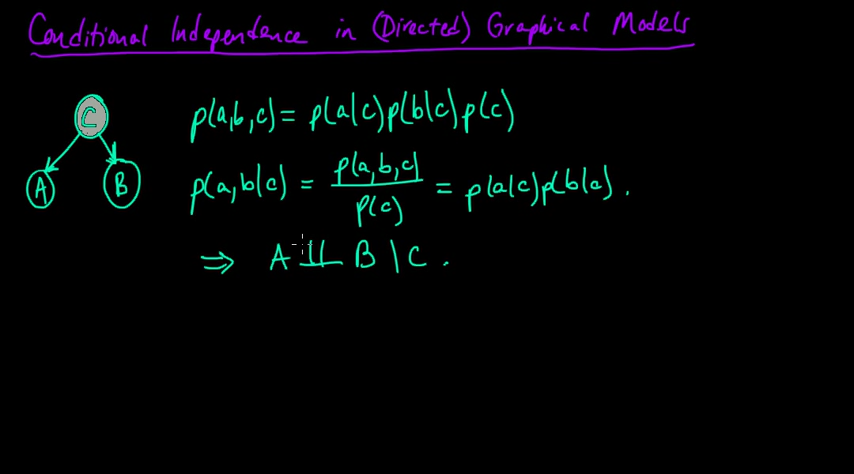 Conditional Independence in (Directed) Graphical Models
C
A
B
p(a,b,c) = p(a|c)p(b|c)p(c)
p(a,b|c) = p(a,b,c) / p(c) = p(a|c)p(b|c).
⇒ A ⫫ B | C.